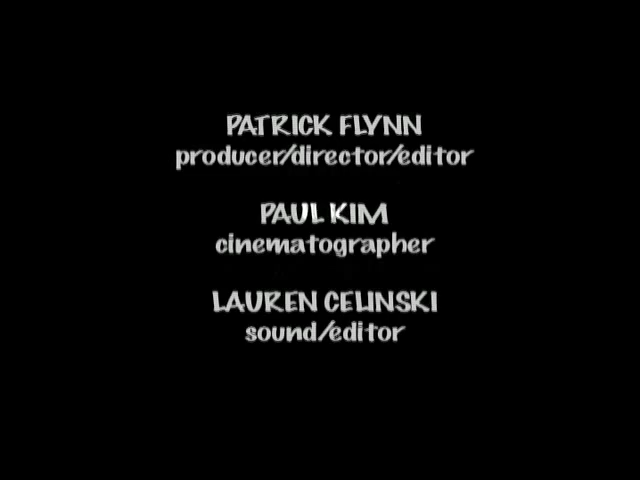 PATRICK FLYNN
producer/director/editor
PAUL KIM
cinematographer
LAUREN CELINSKI
sound/editor